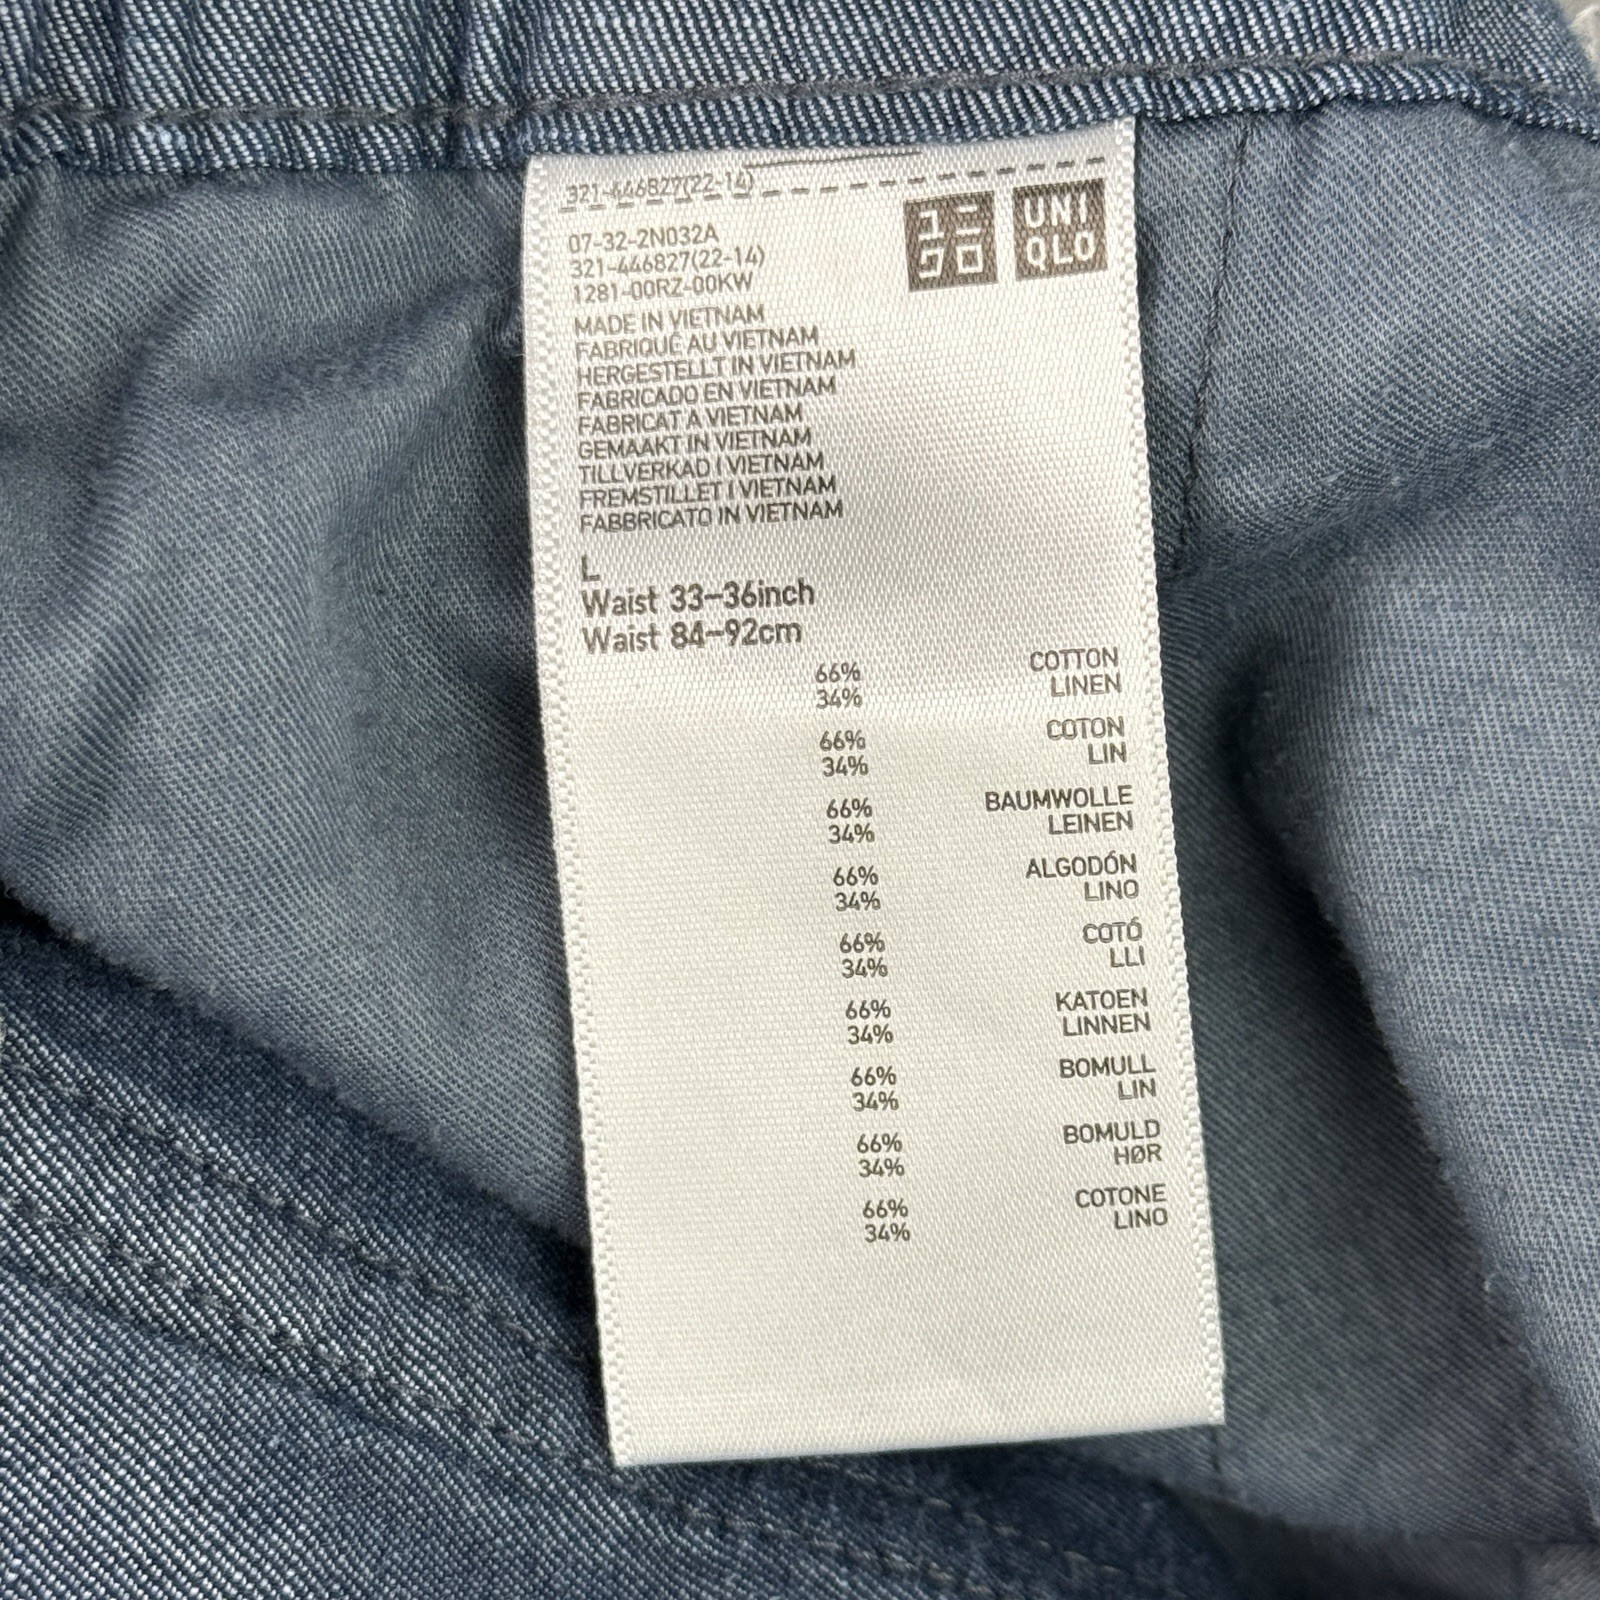 321-446827(22-14)
ユニ
クロ
UNI
QLO
07-32-2N032A
321-446827(22-14)
1281-00RZ-00KW
MADE IN VIETNAM
FABRIQUÉ AU VIETNAM
HERGESTELLT IN VIETNAM
FABRICADO EN VIETNAM
FABRICAT A VIETNAM
GEMAAKT IN VIETNAM
TILLVERKAD I VIETNAM
FREMSTILLET I VIETNAM
FABBRICATO IN VIETNAM
L
Waist 33–36inch
Waist 84–92cm
66% COTTON
34% LINEN
66% COTON
34% LIN
66% BAUMWOLLE
34% LEINEN
66% ALGODÓN
34% LINO
66% COTÓ
34% LLI
66% KATOEN
34% LINNEN
66% BOMULL
34% LIN
66% BOMULD
34% HØR
66% COTONE
34% LINO